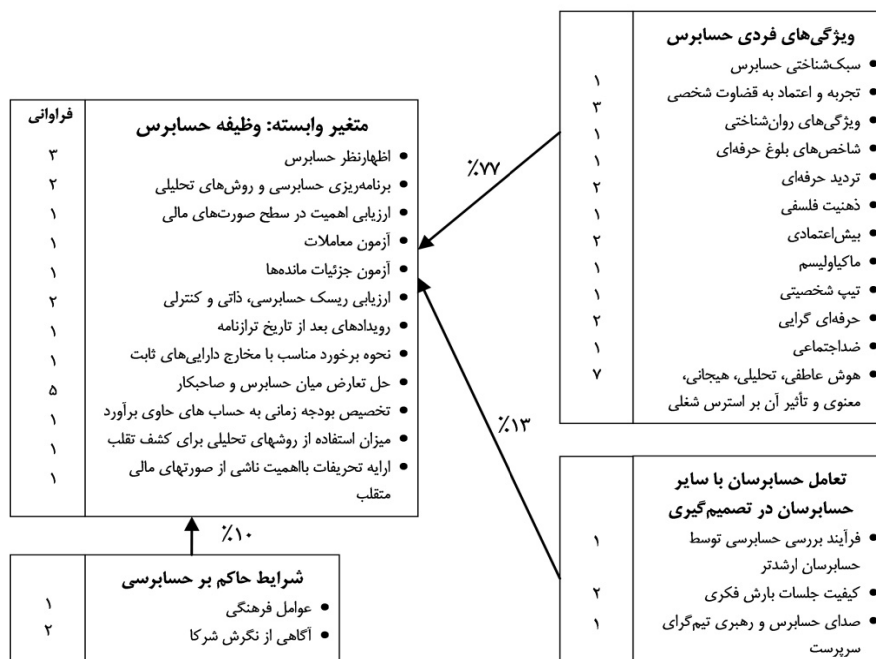 ویژگی‌های فردی حسابرس
سبک‌شناختی حسابرس
۱
تجربه و اعتماد به قضاوت شخصی
۳
ویژگی‌های روان‌شناختی
۱
شاخص‌های بلوغ حرفه‌ای
۱
تردید حرفه‌ای
۲
ذهنیت فلسفی
۱
بیش‌اعتمادی
۲
ماکیاولیسم
۱
تیپ شخصیتی
۱
حرفه‌ای گرایی
۲
ضداجتماعی
۱
هوش عاطفی، تحلیلی، هیجانی،
۷
معنوی و تأثیر آن بر استرس شغلی
٪۷۷
متغیر وابسته: وظیفه حسابرس
فراوانی
اظهارنظر حسابرس
۳
برنامه‌ریزی حسابرسی و روش‌های تحلیلی
۲
ارزیابی اهمیت در سطح صورت‌های مالی
۱
آزمون معاملات
۱
آزمون جزئیات مانده‌ها
۱
ارزیابی ریسک حسابرسی، ذاتی و کنترلی
۲
رویدادهای بعد از تاریخ ترازنامه
۱
نحوه برخورد مناسب با مخارج دارایی‌های ثابت
۱
حل تعارض میان حسابرس و صاحبکار
۵
تخصیص بودجه زمانی به حساب های حاوی برآورد
۱
میزان استفاده از روشهای تحلیلی برای کشف تقلب
۱
ارایه تحریفات بااهمیت ناشی از صورتهای مالی
۱
متقلب
٪۱۳
تعامل حسابرسان با سایر
حسابرسان در تصمیم‌گیری
فرآیند بررسی حسابرسی توسط
۱
حسابرسان ارشدتر
کیفیت جلسات بارش فکری
۲
صدای حسابرس و رهبری تیم‌گرای
۱
سرپرست
٪۱۰
شرایط حاکم بر حسابرسی
عوامل فرهنگی
۱
آگاهی از نگرش شرکا
۲